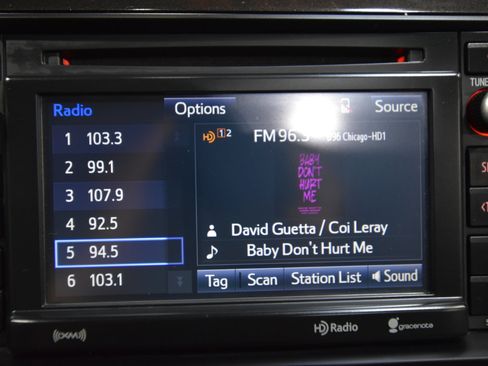 Radio Options Source
1 103.3
2 99.1
3 107.9
4 92.5
5 94.5
6 103.1
HD 1 2 FM 96.3 Chicago-HD1
BABY
DON'T
HURT
ME
David Guetta / Coi Leray
Baby Don't Hurt Me
Tag Scan Station List Sound
((XM)) HD Radio gracenote
TUNE